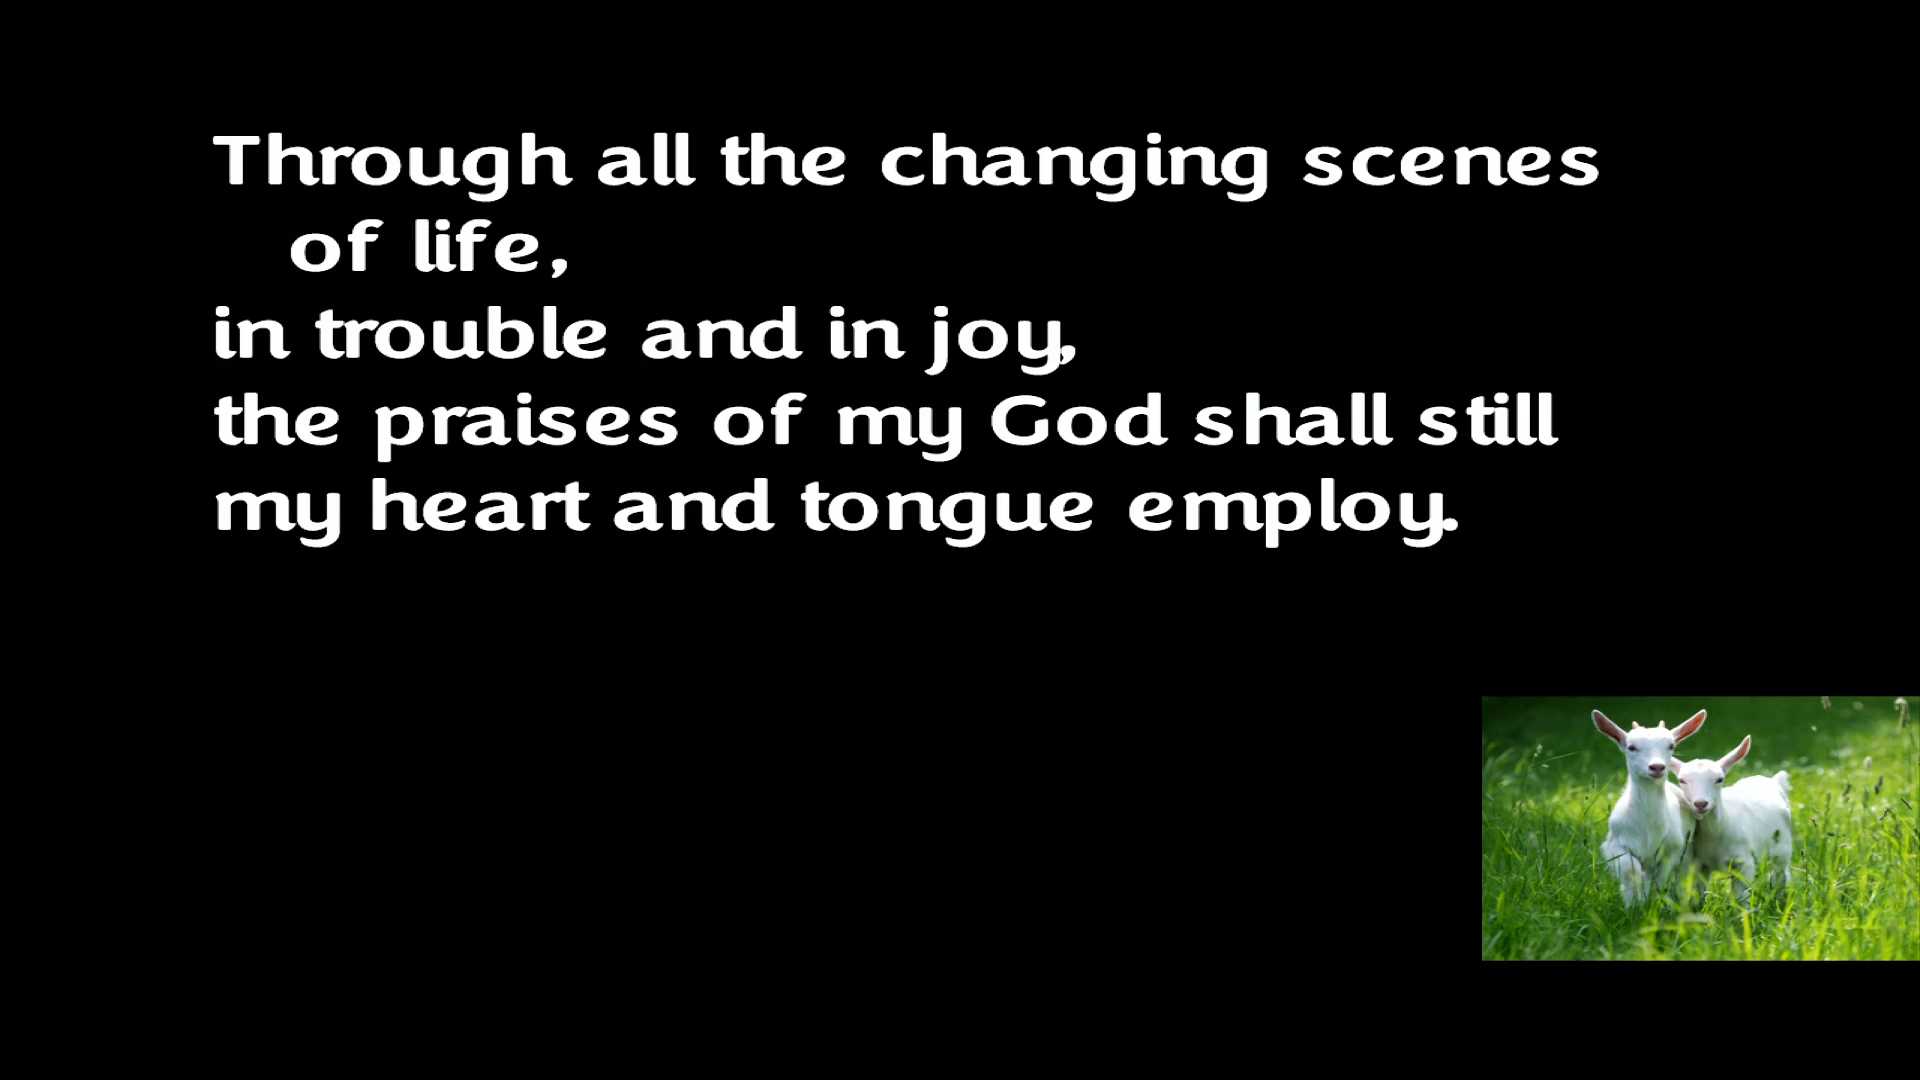 Through all the changing scenes
of life,
in trouble and in joy,
the praises of my God shall still
my heart and tongue employ.